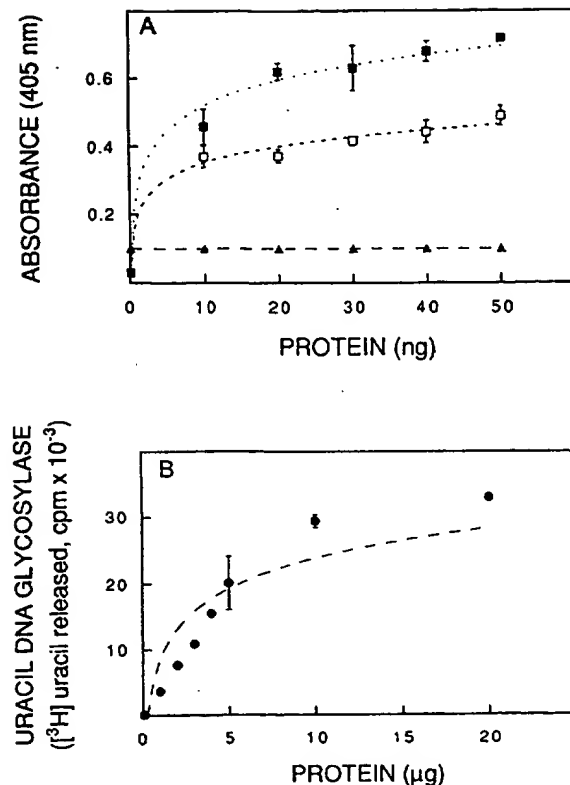 A
ABSORBANCE (405 nm)
0.6
0.4
0.2
0 10 20 30 40 50
PROTEIN (ng)
B
URACIL DNA GLYCOSYLASE
([³H] uracil released, cpm x 10⁻³)
30
20
10
0 5 10 15 20
PROTEIN (µg)